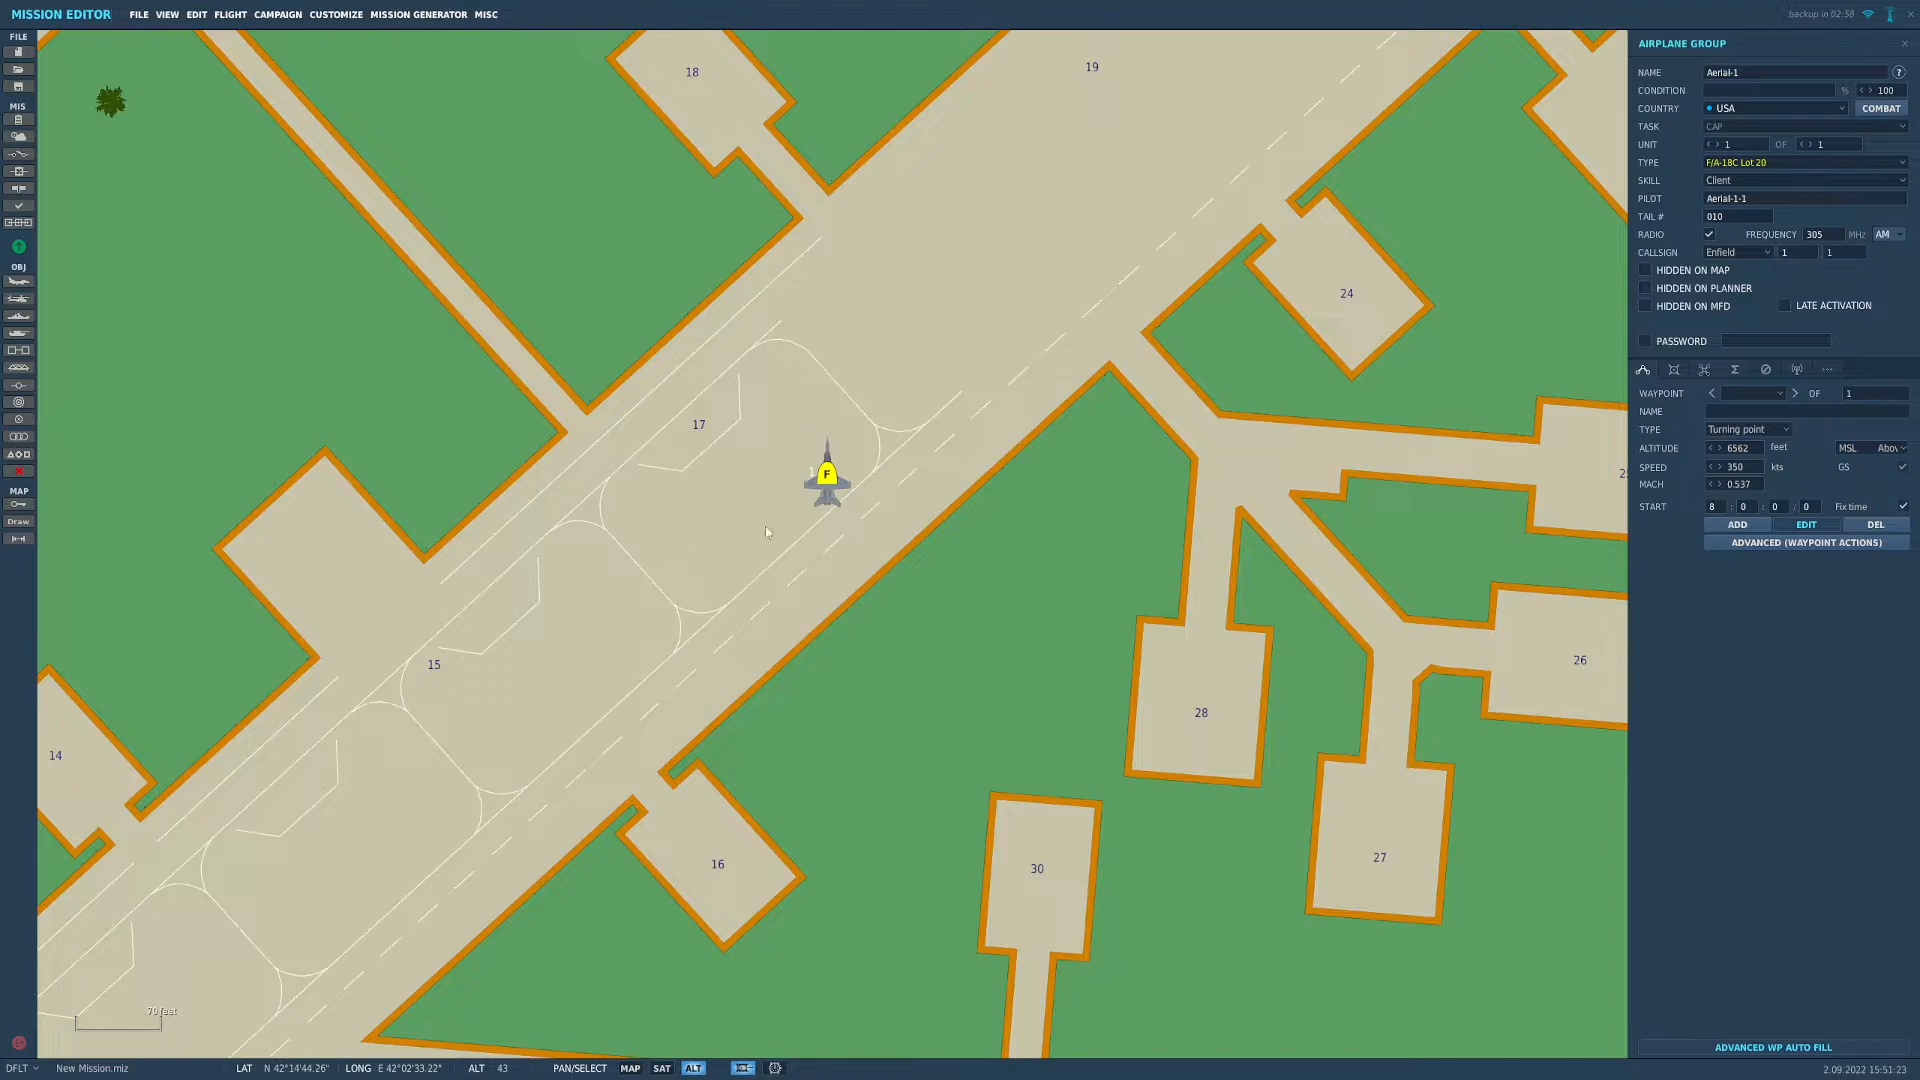 MISSION EDITOR FILE VIEW EDIT FLIGHT CAMPAIGN CUSTOMIZE MISSION GENERATOR MISC backup in 02:58
FILE
MIS
OBJ
MAP
Draw
18
19
24
17
F
15
14
16
28
26
27
30
70 feet
AIRPLANE GROUP
NAME Aerial-1 ?
CONDITION % < > 100
COUNTRY USA COMBAT
TASK CAP
UNIT < > 1 OF < > 1
TYPE F/A-18C Lot 20
SKILL Client
PILOT Aerial-1-1
TAIL # 010
RADIO FREQUENCY 305 MHz AM
CALLSIGN Enfield 1 1
HIDDEN ON MAP
HIDDEN ON PLANNER
HIDDEN ON MFD LATE ACTIVATION
PASSWORD
WAYPOINT < > OF 1
NAME
TYPE Turning point
ALTITUDE < > 6562 feet MSL Abov
SPEED < > 350 kts GS
MACH < > 0.537
START 8 : 0 : 0 / 0 Fix time
ADD EDIT DEL
ADVANCED (WAYPOINT ACTIONS)
ADVANCED WP AUTO FILL
DFLT New Mission.miz LAT N 42°14'44.26" LONG E 42°02'33.22" ALT 43 PAN/SELECT MAP SAT ALT 2.09.2022 15:51:23